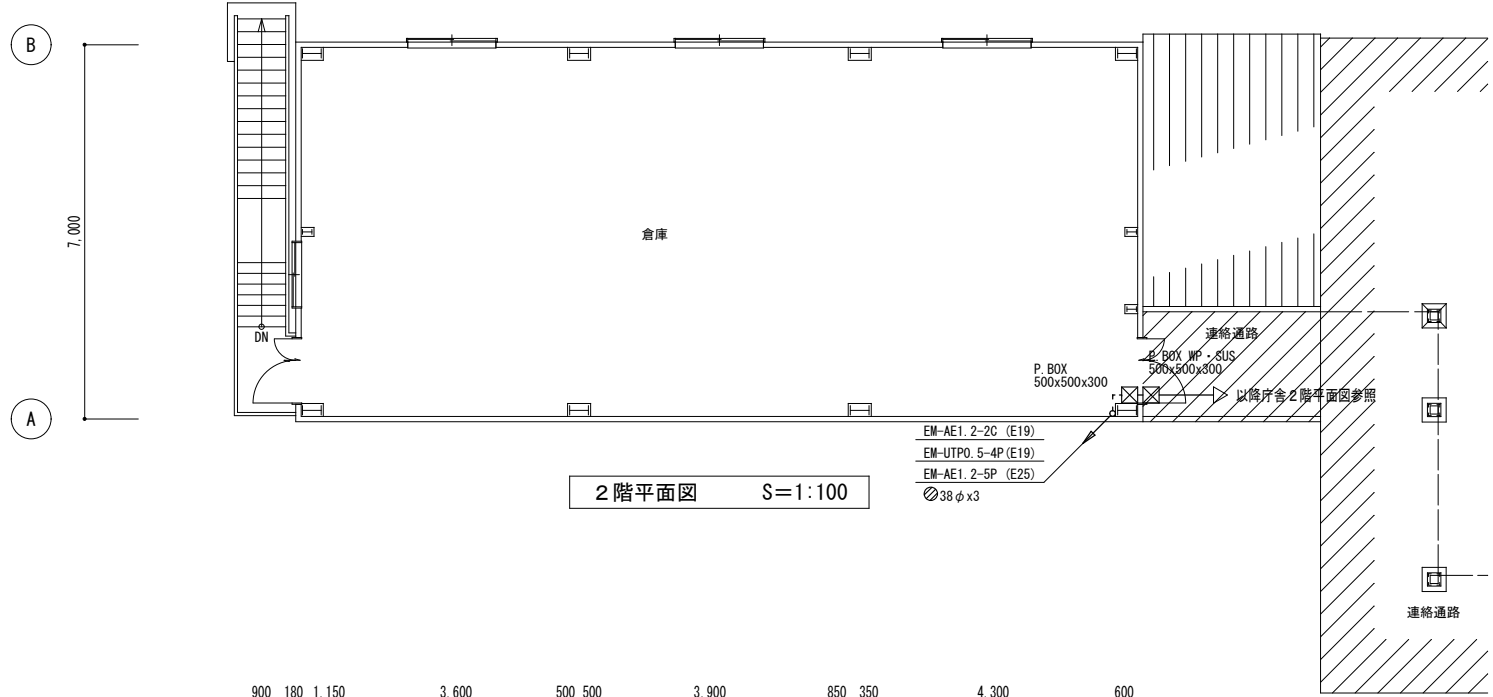 B
7,000
倉庫
DN
連絡通路
P.BOX
500x500x300
P.BOX WP・SUS
500x500x300
以降庁舎2階平面図参照
A
EM-AE1.2-2C (E19)
EM-UTP0.5-4P(E19)
EM-AE1.2-5P (E25)
38φx3
2階平面図 S=1:100
連絡通路
900 180 1,150 3,600 500 500 3,900 850 350 4,300 600